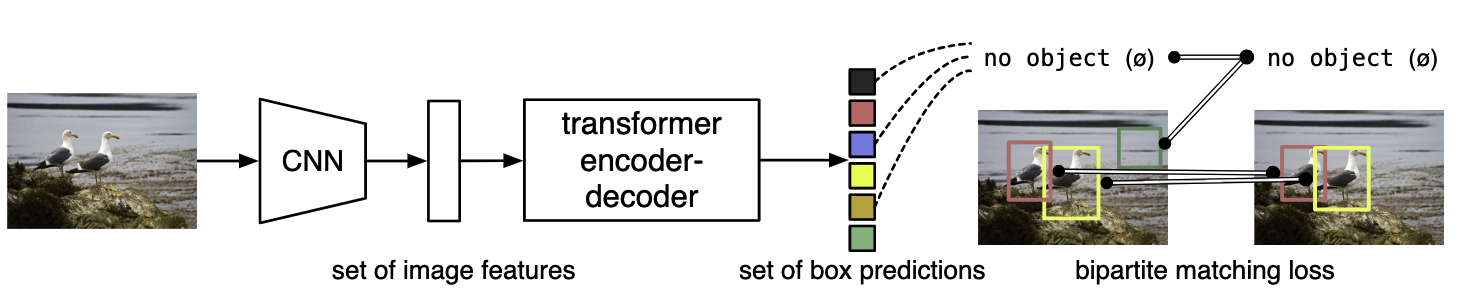 no object (ø)
no object (ø)
CNN
transformer
encoder-
decoder
set of image features
set of box predictions
bipartite matching loss